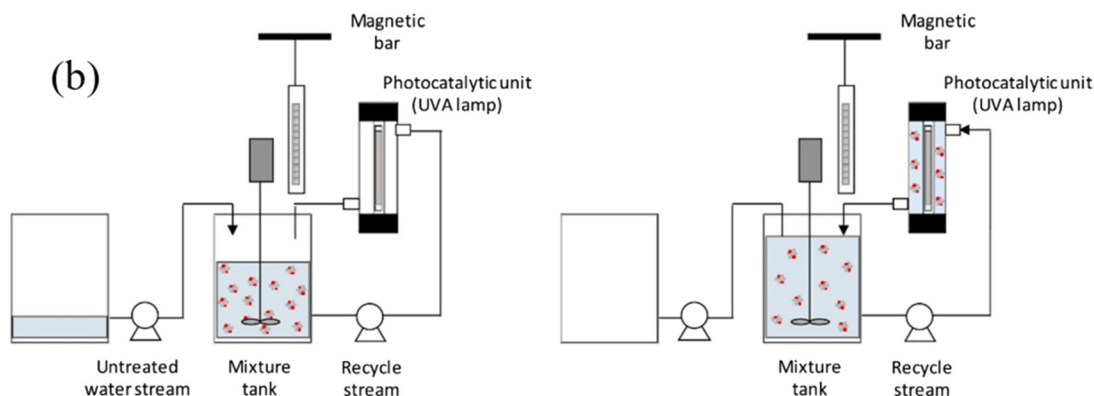 (b)
Magnetic
bar
Photocatalytic unit
(UVA lamp)
Untreated
water stream
Mixture
tank
Recycle
stream
Magnetic
bar
Photocatalytic unit
(UVA lamp)
Mixture
tank
Recycle
stream